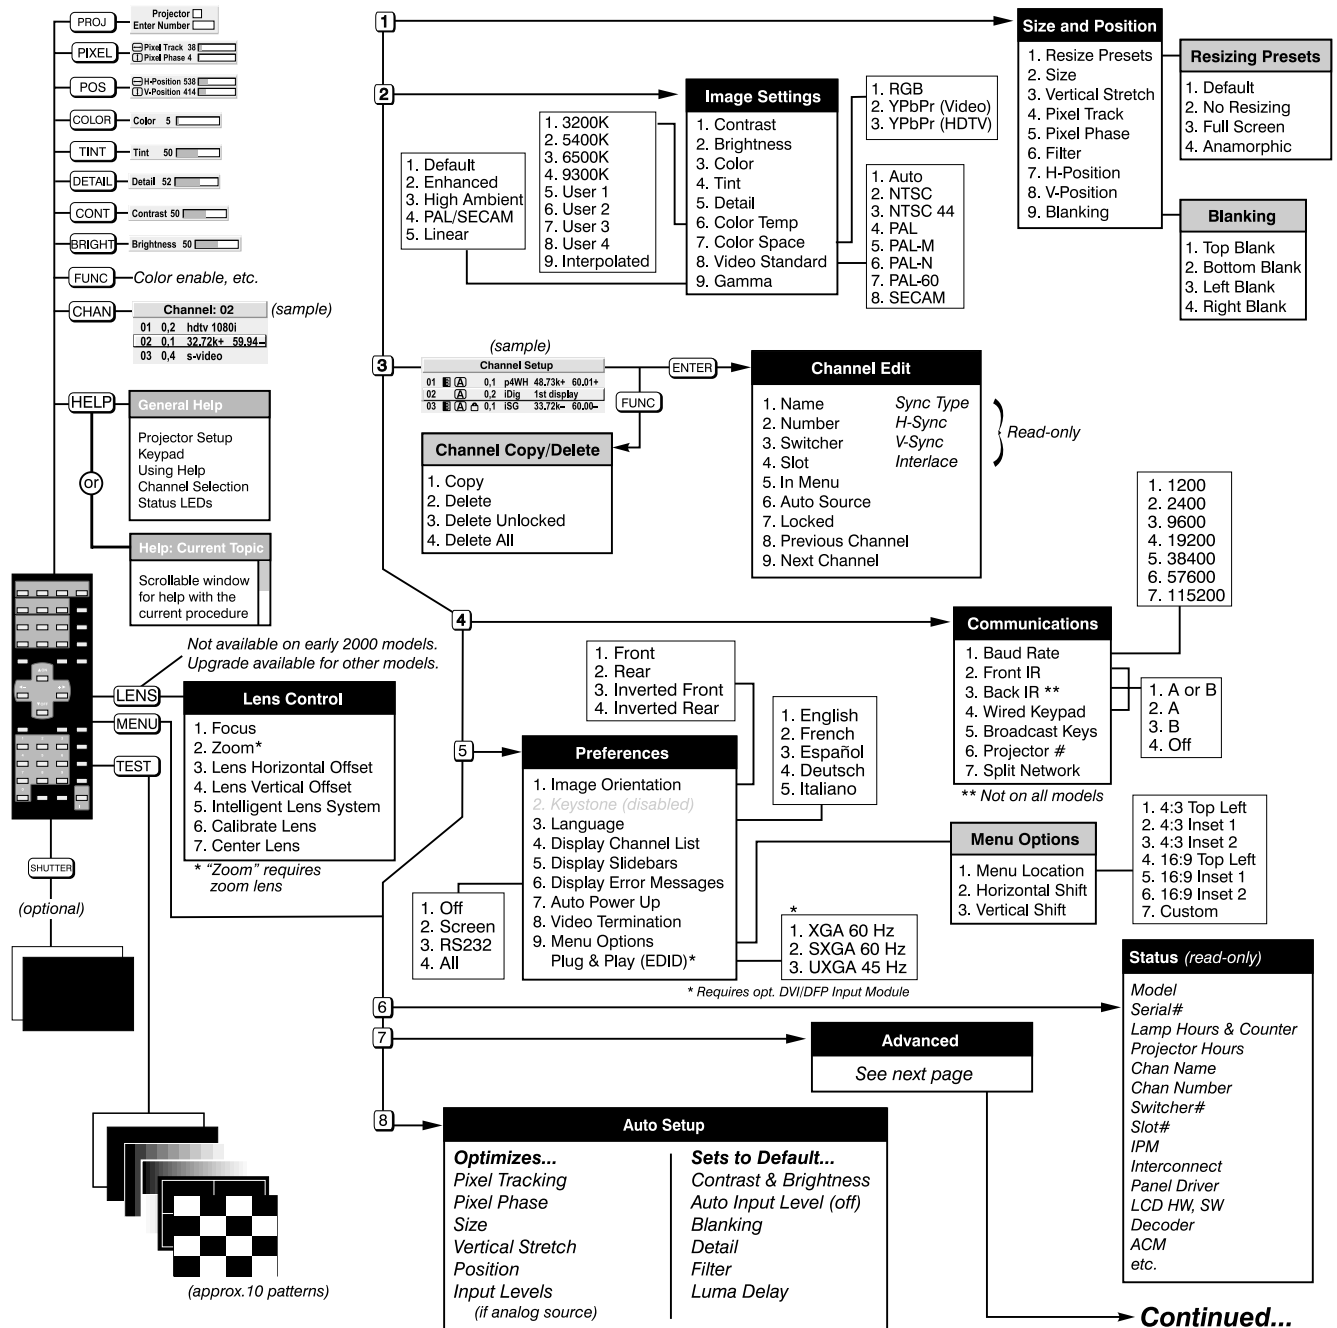 PROJ
Projector
Enter Number
PIXEL
Pixel Track 38
Pixel Phase 4
POS
H-Position 538
V-Position 414
COLOR
Color 5
TINT
Tint 50
DETAIL
Detail 52
CONT
Contrast 50
BRIGHT
Brightness 50
FUNC
Color enable, etc.
CHAN
Channel: 02
(sample)
01 0,2 hdtv 1080i
02 0,1 32.72k+ 59.94–
03 0,4 s-video
HELP
General Help
Projector Setup
Keypad
Using Help
Channel Selection
Status LEDs
or
Help: Current Topic
Scrollable window
for help with the
current procedure
Not available on early 2000 models.
Upgrade available for other models.
LENS
MENU
TEST
Lens Control
1. Focus
2. Zoom*
3. Lens Horizontal Offset
4. Lens Vertical Offset
5. Intelligent Lens System
6. Calibrate Lens
7. Center Lens
* "Zoom" requires
zoom lens
SHUTTER
(optional)
(approx.10 patterns)
1
Size and Position
1. Resize Presets
2. Size
3. Vertical Stretch
4. Pixel Track
5. Pixel Phase
6. Filter
7. H-Position
8. V-Position
9. Blanking
Resizing Presets
1. Default
2. No Resizing
3. Full Screen
4. Anamorphic
Blanking
1. Top Blank
2. Bottom Blank
3. Left Blank
4. Right Blank
2
Image Settings
1. Contrast
2. Brightness
3. Color
4. Tint
5. Detail
6. Color Temp
7. Color Space
8. Video Standard
9. Gamma
1. Default
2. Enhanced
3. High Ambient
4. PAL/SECAM
5. Linear
1. 3200K
2. 5400K
3. 6500K
4. 9300K
5. User 1
6. User 2
7. User 3
8. User 4
9. Interpolated
1. RGB
2. YPbPr (Video)
3. YPbPr (HDTV)
1. Auto
2. NTSC
3. NTSC 44
4. PAL
5. PAL-M
6. PAL-N
7. PAL-60
8. SECAM
3
(sample)
Channel Setup
01 A 0,1 p4WH 48.73k+ 60.01+
02 A 0,2 iDig 1st display
03 A 0,1 iSG 33.72k– 60.00–
ENTER
FUNC
Channel Copy/Delete
1. Copy
2. Delete
3. Delete Unlocked
4. Delete All
Channel Edit
1. Name Sync Type
2. Number H-Sync
3. Switcher V-Sync
4. Slot Interlace
5. In Menu
6. Auto Source
7. Locked
8. Previous Channel
9. Next Channel
Read-only
4
Communications
1. Baud Rate
2. Front IR
3. Back IR **
4. Wired Keypad
5. Broadcast Keys
6. Projector #
7. Split Network
** Not on all models
1. 1200
2. 2400
3. 9600
4. 19200
5. 38400
6. 57600
7. 115200
1. A or B
2. A
3. B
4. Off
5
Preferences
1. Image Orientation
2. Keystone (disabled)
3. Language
4. Display Channel List
5. Display Slidebars
6. Display Error Messages
7. Auto Power Up
8. Video Termination
9. Menu Options
Plug & Play (EDID)*
* Requires opt. DVI/DFP Input Module
1. Front
2. Rear
3. Inverted Front
4. Inverted Rear
1. English
2. French
3. Español
4. Deutsch
5. Italiano
1. Off
2. Screen
3. RS232
4. All
*
1. XGA 60 Hz
2. SXGA 60 Hz
3. UXGA 45 Hz
Menu Options
1. Menu Location
2. Horizontal Shift
3. Vertical Shift
1. 4:3 Top Left
2. 4:3 Inset 1
3. 4:3 Inset 2
4. 16:9 Top Left
5. 16:9 Inset 1
6. 16:9 Inset 2
7. Custom
6
Status (read-only)
Model
Serial#
Lamp Hours & Counter
Projector Hours
Chan Name
Chan Number
Switcher#
Slot#
IPM
Interconnect
Panel Driver
LCD HW, SW
Decoder
ACM
etc.
7
Advanced
See next page
8
Auto Setup
Optimizes...
Pixel Tracking
Pixel Phase
Size
Vertical Stretch
Position
Input Levels
(if analog source)
Sets to Default...
Contrast & Brightness
Auto Input Level (off)
Blanking
Detail
Filter
Luma Delay
Continued...